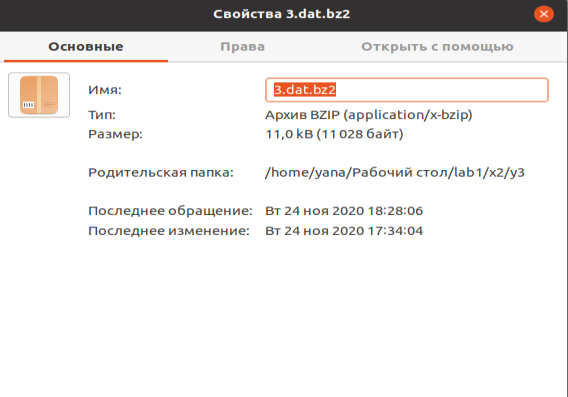 Свойства 3.dat.bz2
Основные Права Открыть с помощью
Имя: 3.dat.bz2
Тип: Архив BZIP (application/x-bzip)
Размер: 11,0 kB (11 028 байт)
Родительская папка: /home/yana/Рабочий стол/lab1/x2/y3
Последнее обращение: Вт 24 ноя 2020 18:28:06
Последнее изменение: Вт 24 ноя 2020 17:34:04